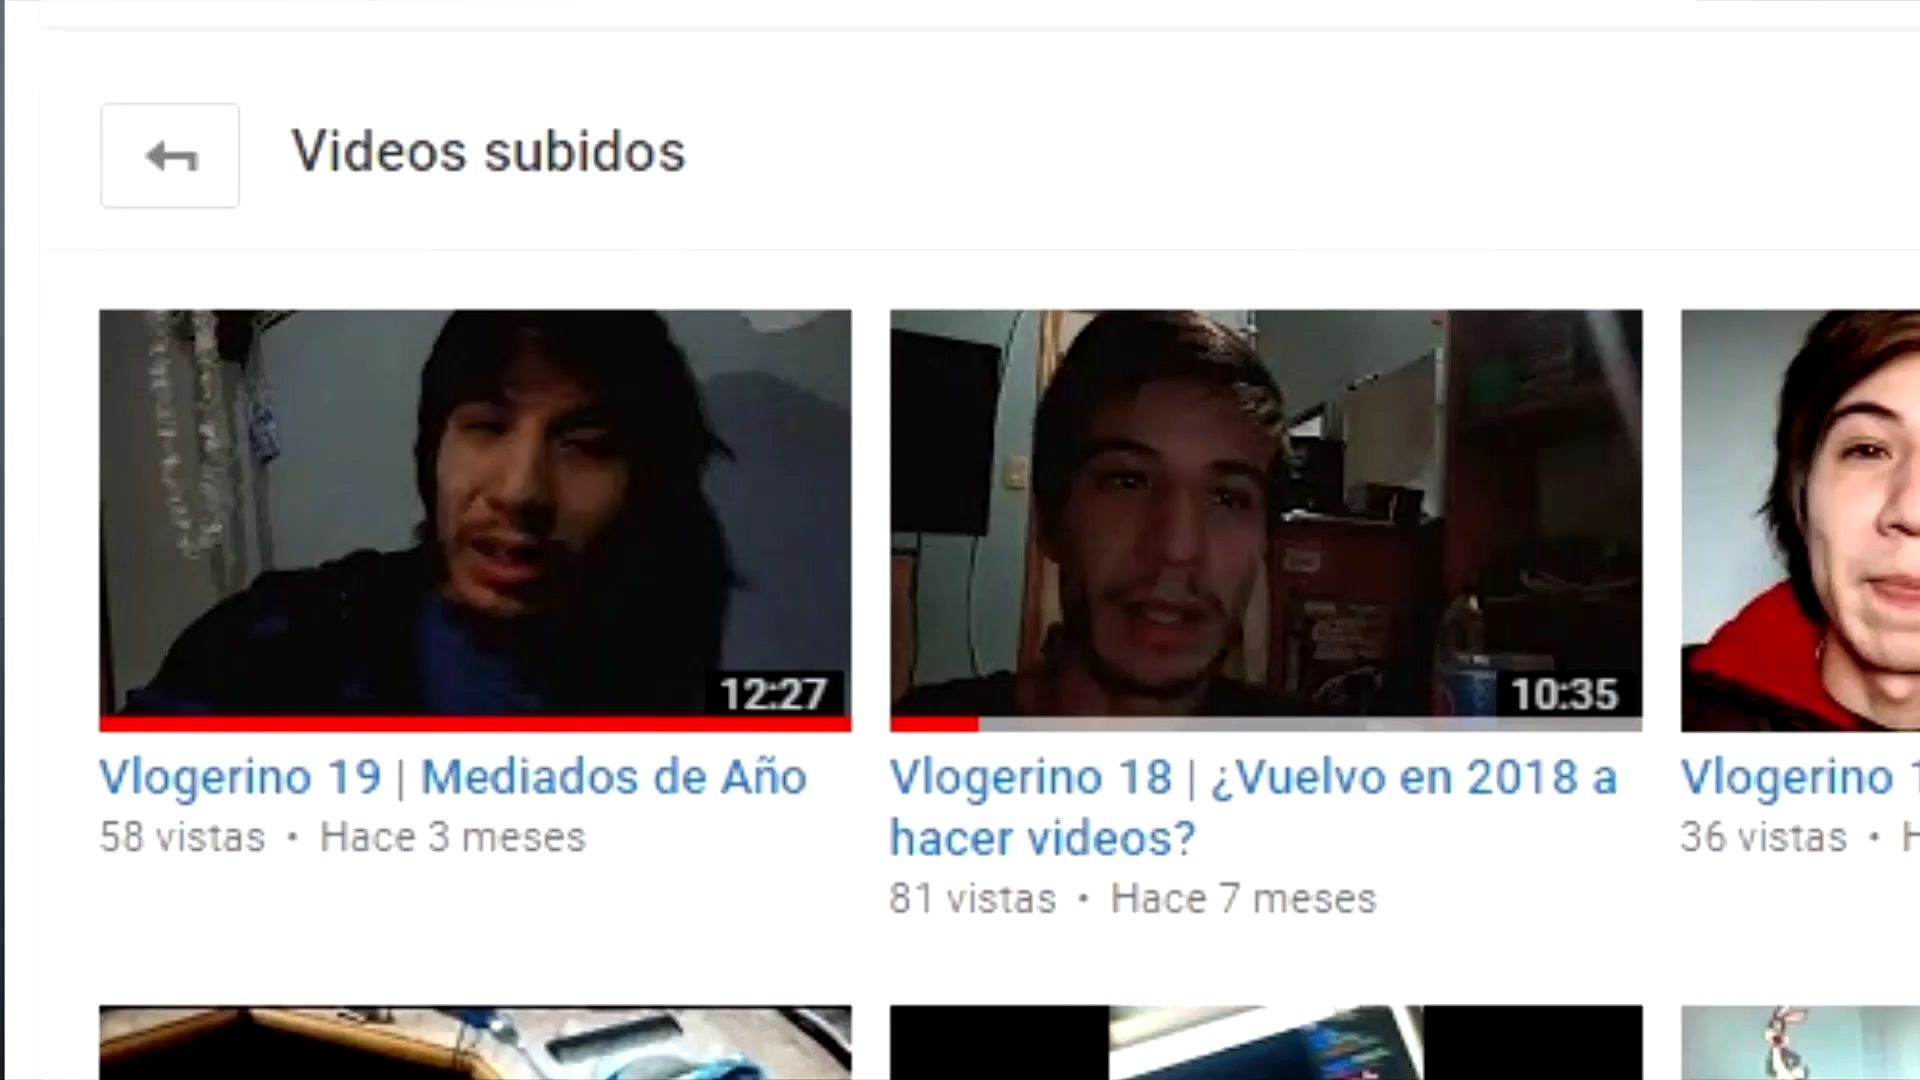 Videos subidos
12:27
10:35
Vlogerino 19 | Mediados de Año
58 vistas • Hace 3 meses
Vlogerino 18 | ¿Vuelvo en 2018 a
hacer videos?
81 vistas • Hace 7 meses
Vlogerino
36 vistas •